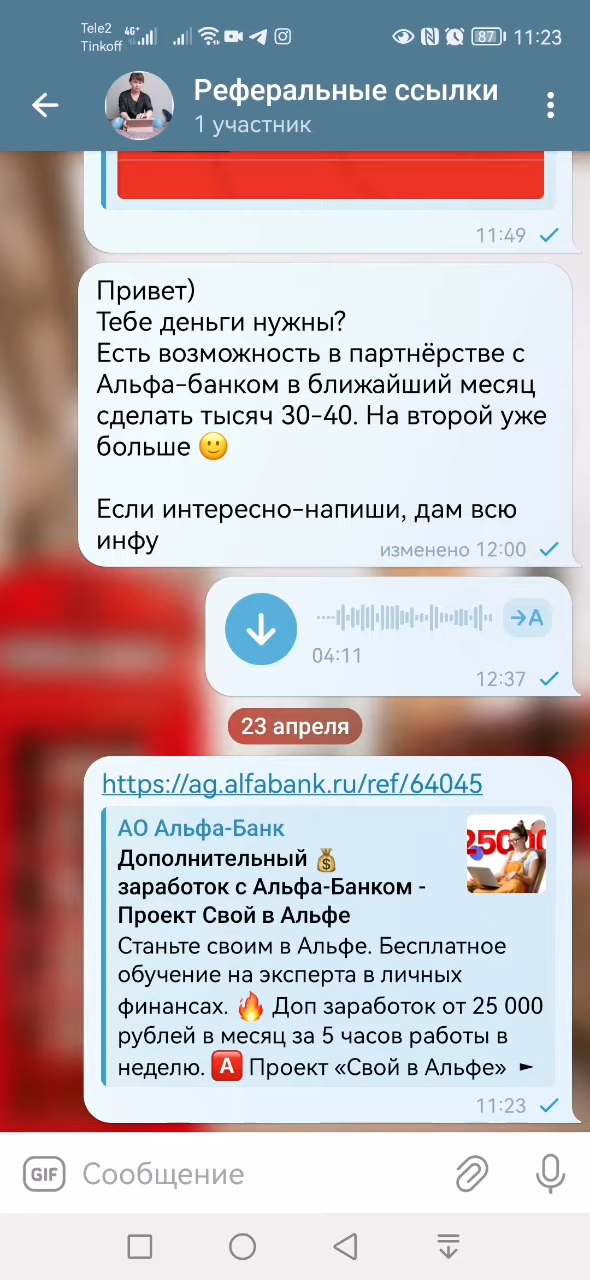 Tele2
Tinkoff
4G+
87
11:23
Реферальные ссылки
1 участник
11:49
Привет)
Тебе деньги нужны?
Есть возможность в партнёрстве с
Альфа-банком в ближайший месяц
сделать тысяч 30-40. На второй уже
больше 🙂
Если интересно-напиши, дам всю
инфу
изменено 12:00
→A
04:11
12:37
23 апреля
https://ag.alfabank.ru/ref/64045
АО Альфа-Банк
Дополнительный 💰
заработок с Альфа-Банком -
Проект Свой в Альфе
Станьте своим в Альфе. Бесплатное
обучение на эксперта в личных
финансах. 🔥 Доп заработок от 25 000
рублей в месяц за 5 часов работы в
неделю. 🅰 Проект «Свой в Альфе» ►
11:23
GIF
Сообщение